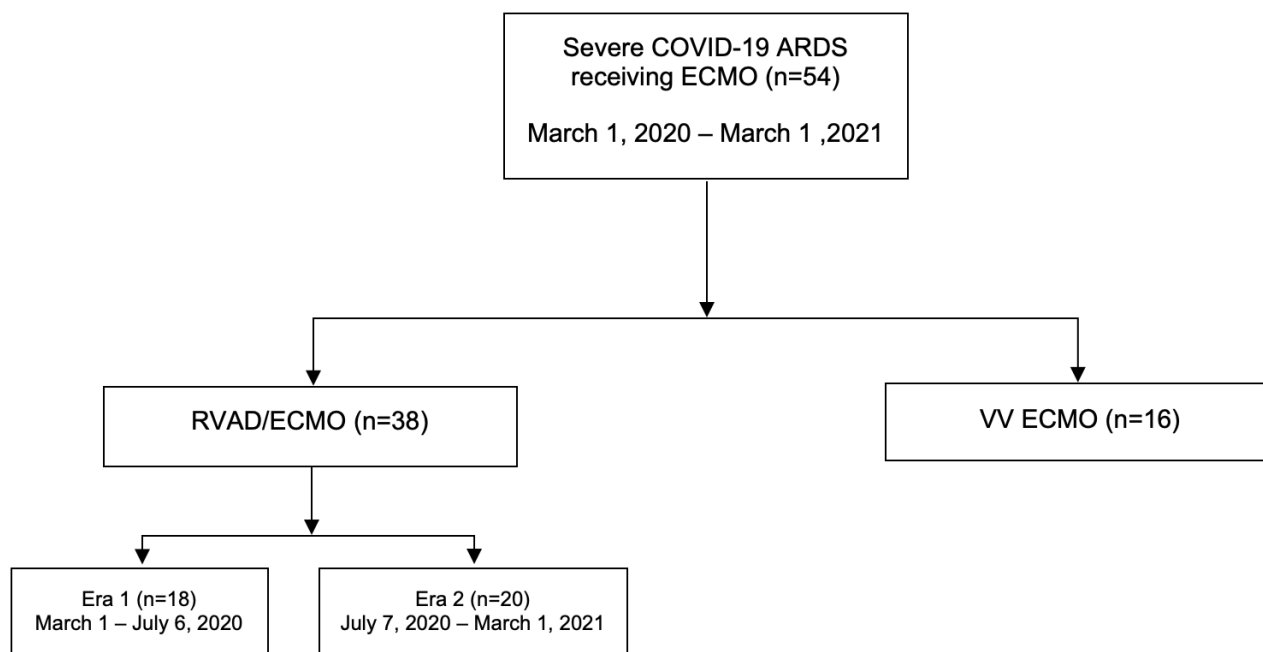 Severe COVID-19 ARDS
receiving ECMO (n=54)
March 1, 2020 – March 1 ,2021
RVAD/ECMO (n=38)
VV ECMO (n=16)
Era 1 (n=18)
March 1 – July 6, 2020
Era 2 (n=20)
July 7, 2020 – March 1, 2021